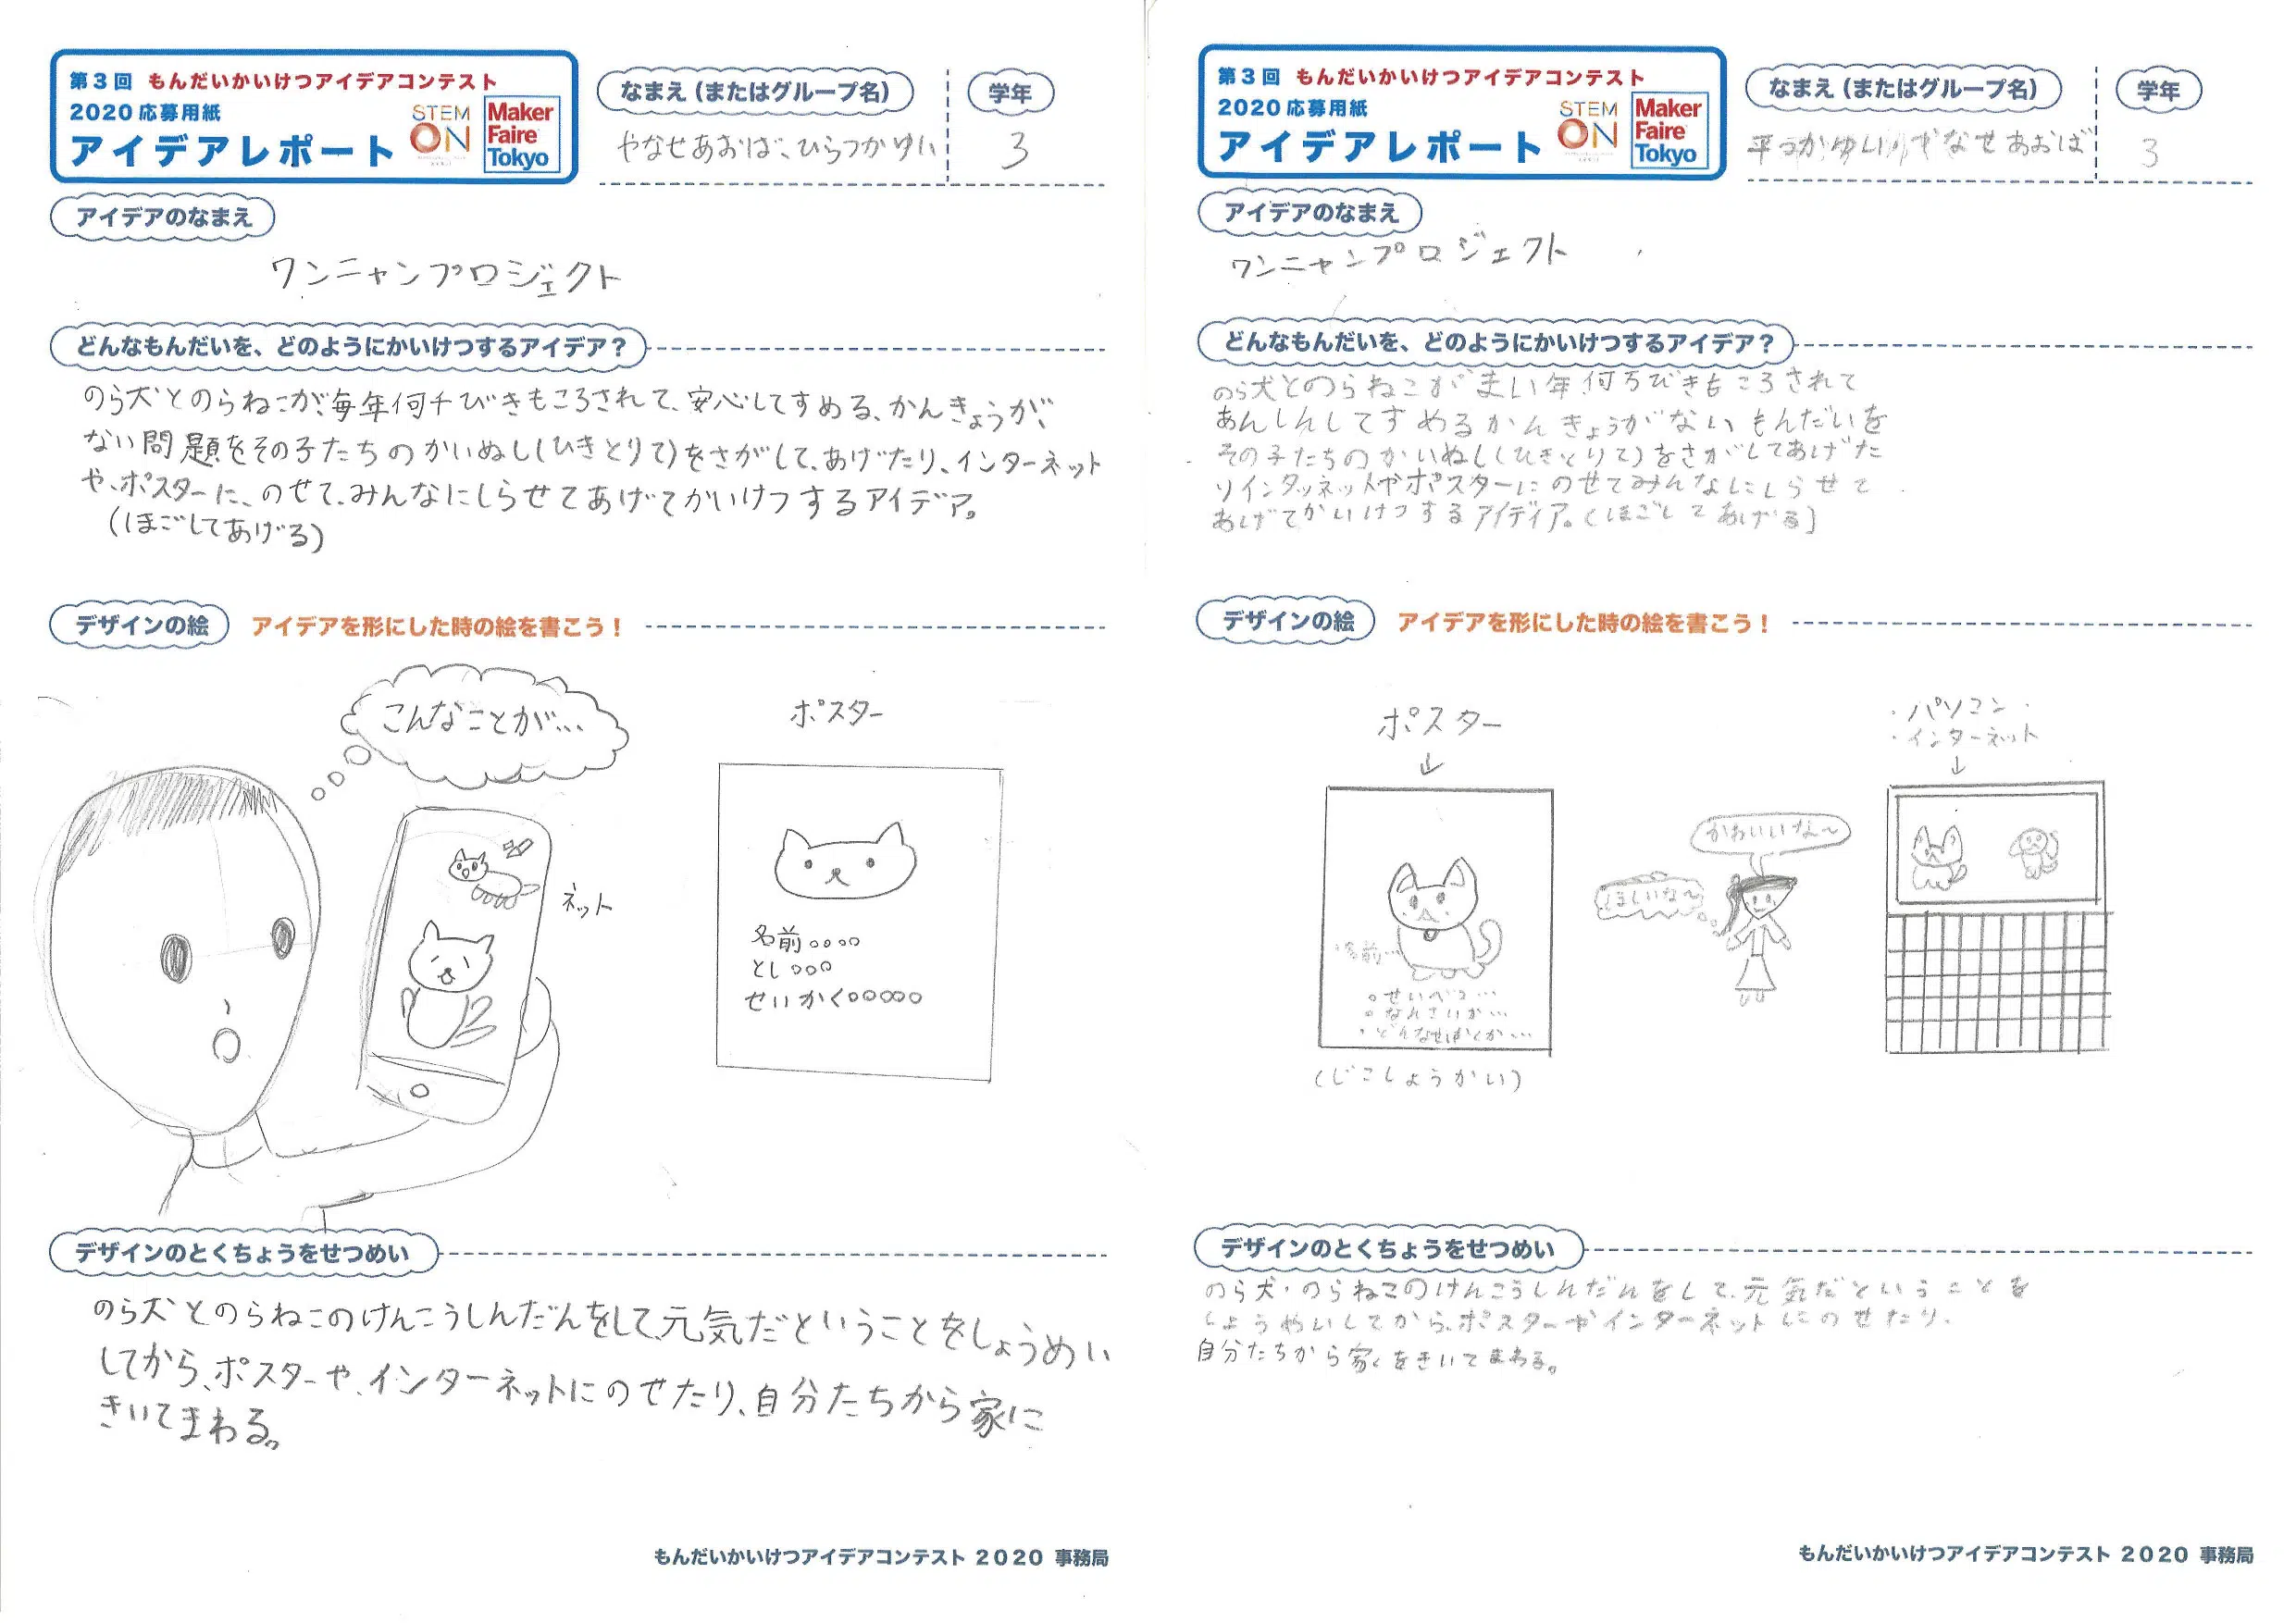 第3回 もんだいかいけつアイデアコンテスト
2020 応募用紙
アイデアレポート
STEM
ON
Maker
Faire
Tokyo
なまえ（またはグループ名）
学年
やなせあおば、ひらつかゆい
3
アイデアのなまえ
ワンニャンプロジェクト
どんなもんだいを、どのようにかいけつするアイデア？
のら犬とのらねこが、毎年何千びきもころされて、安心してすめる、かんきょうが、
ない問題をその子たちのかいぬし(ひきとりて)をさがして、あげたり、インターネット
や、ポスターに、のせて、みんなにしらせてあげてかいけつするアイデア。
(ほごしてあげる)
デザインの絵
アイデアを形にした時の絵を書こう！
こんなことが…
ネット
ポスター
名前。。。。
とし。。。
せいかく○○○○○
デザインのとくちょうをせつめい
のら犬とのらねこのけんこうしんだんをして、元気だということをしょうめい
してから、ポスターや、インターネットにのせたり、自分たちから家に
きいてまわる。
もんだいかいけつアイデアコンテスト 2020 事務局
第3回 もんだいかいけつアイデアコンテスト
2020 応募用紙
アイデアレポート
STEM
ON
Maker
Faire
Tokyo
なまえ（またはグループ名）
学年
平つかゆい やなせあおば
3
アイデアのなまえ
ワンニャンプロジェクト
どんなもんだいを、どのようにかいけつするアイデア？
のら犬とのらねこがまい年何万びきもころされて
あんしんしてすめるかんきょうがないもんだいを
その子たちのかいぬし(ひきとりて)をさがしてあげた
りインタッネットやポスターにのせてみんなにしらせて
あげてかいけつするアイディア。(ほごしてあげる)
デザインの絵
アイデアを形にした時の絵を書こう！
ポスター
↓
・名前…
○せいべつ…
○なんさいか…
・どんなせいかくか…
(じこしょうかい)
かわいいな〜
ほしいな〜
・パソコン・
・インターネット
↓
デザインのとくちょうをせつめい
のら犬・のらねこのけんこうしんだんをして、元気だということを
しょうめいしてから、ポスターやインターネットにのせたり、
自分たちから家をきいてまわる。
もんだいかいけつアイデアコンテスト 2020 事務局